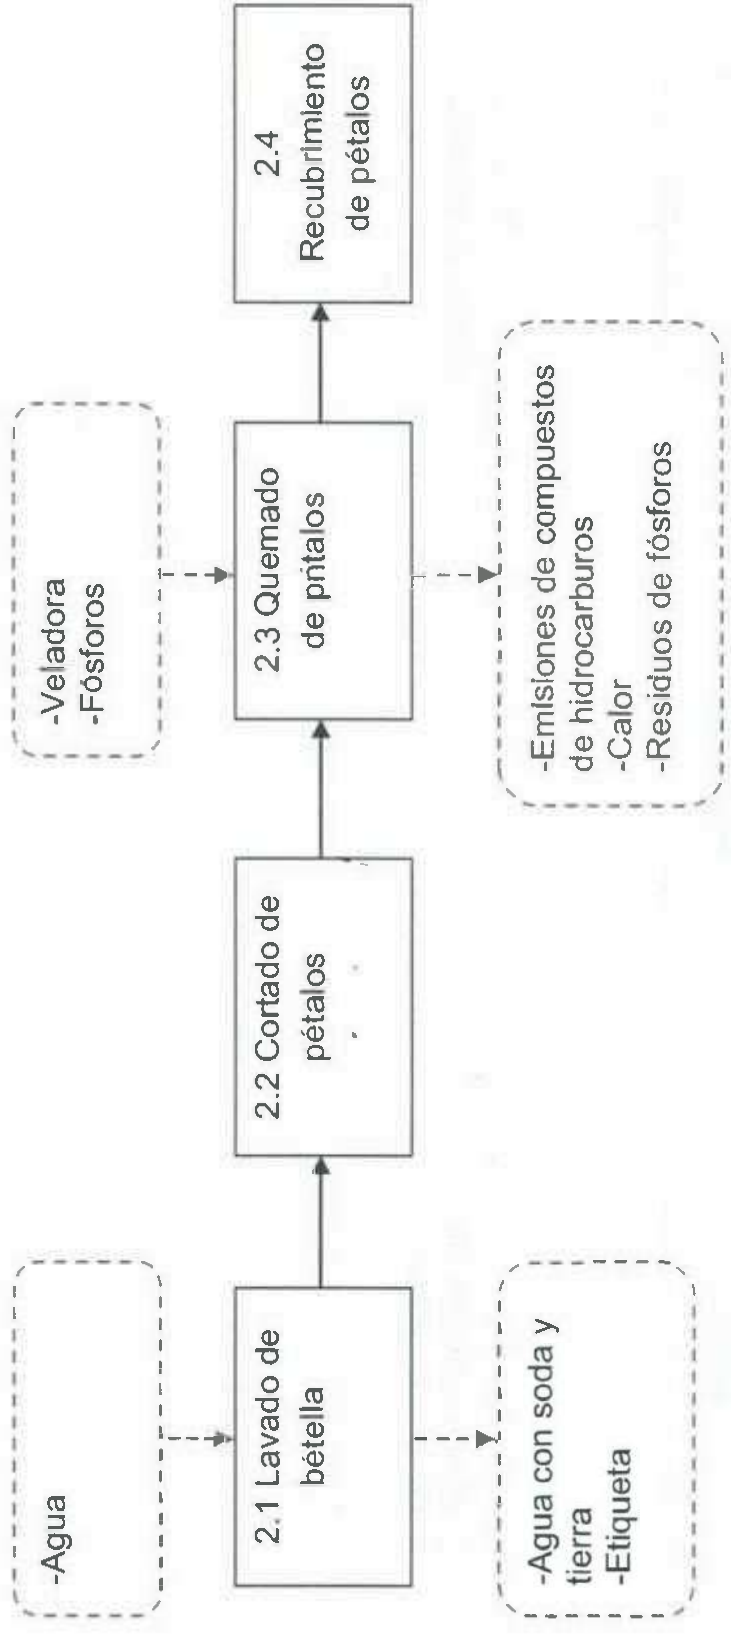 -Agua
-Veladora
-Fósforos
2.1 Lavado de
bétella
2.2 Cortado de
pétalos
2.3 Quemado
de pñtalos
2.4
Recubrimiento
de pétalos
-Agua con soda y
tierra
-Etiqueta
-Emisiones de compuestos
de hidrocarburos
-Calor
-Residuos de fósforos